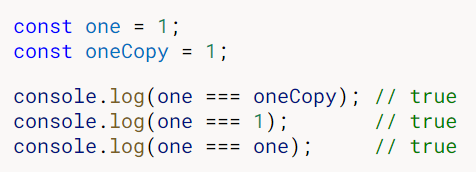 const one = 1;
const oneCopy = 1;

console.log(one === oneCopy); // true
console.log(one === 1);       // true
console.log(one === one);     // true